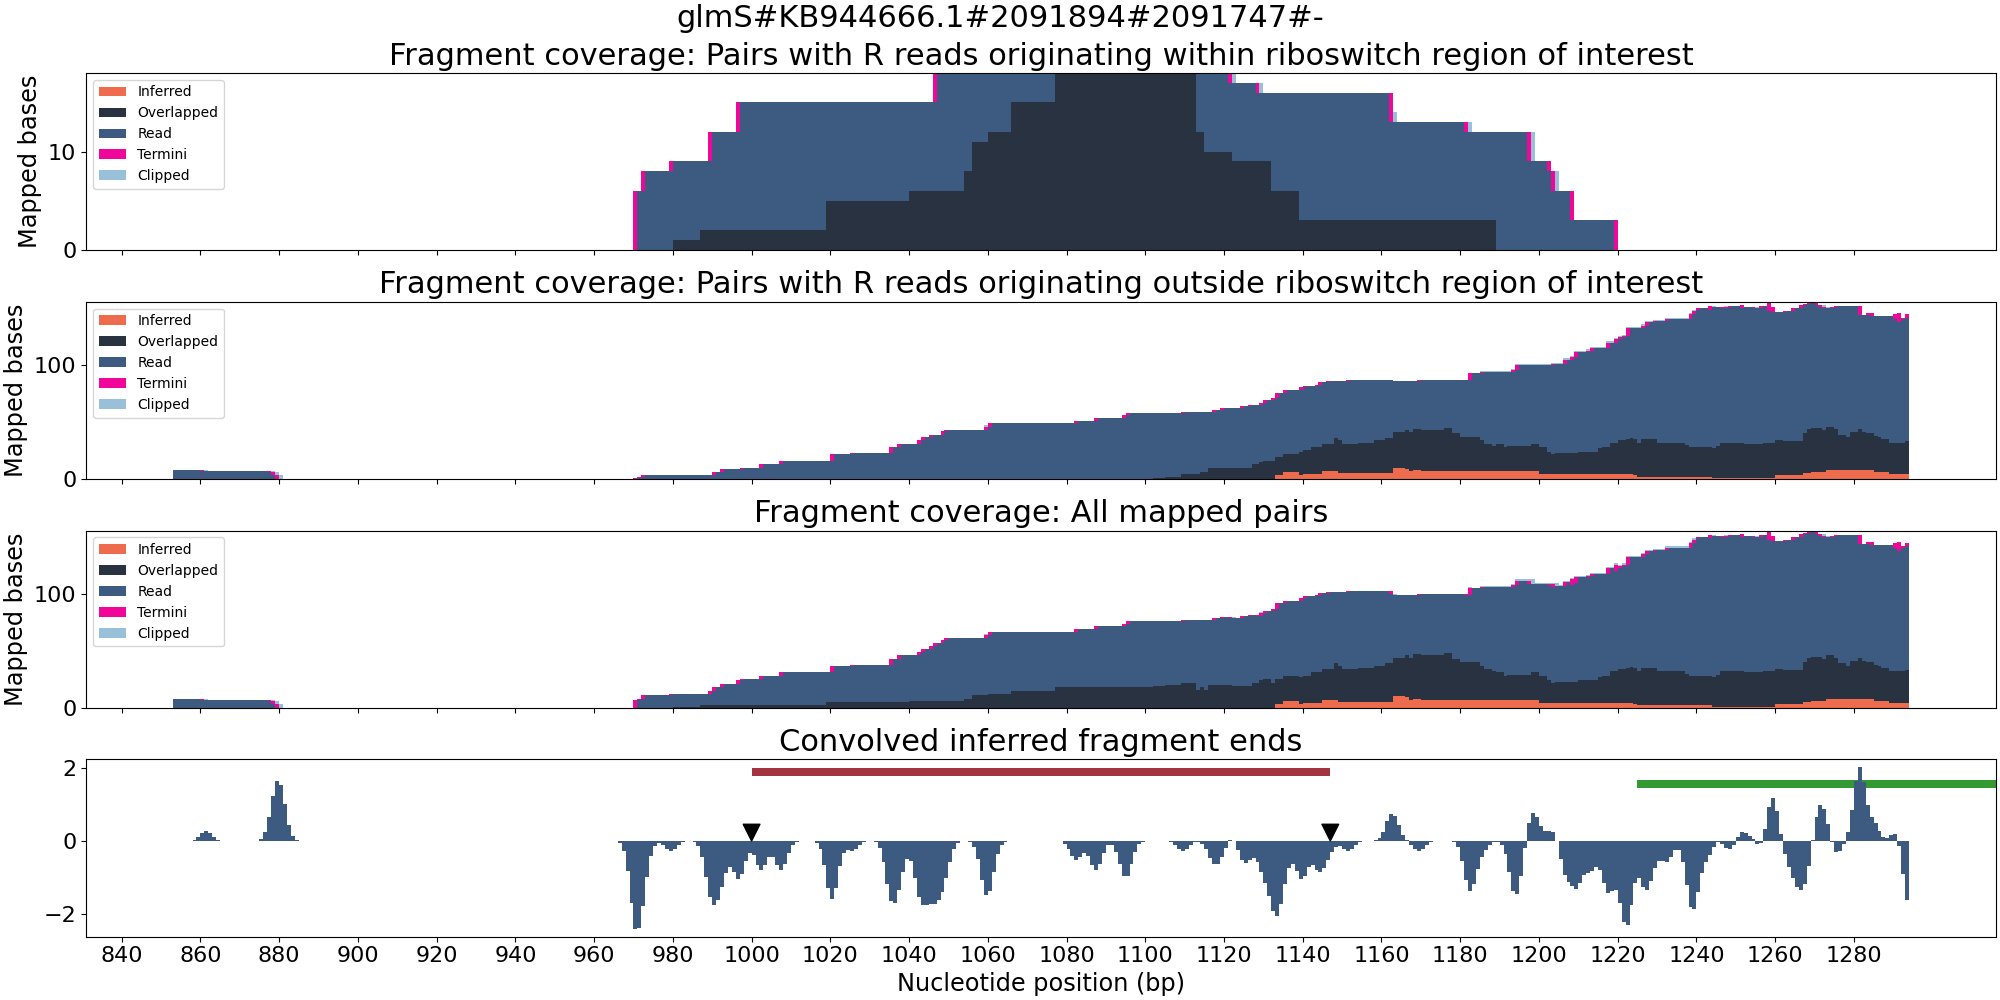 glmS#KB944666.1#2091894#2091747#-
Fragment coverage: Pairs with R reads originating within riboswitch region of interest
Mapped bases
10
0
Inferred
Overlapped
Read
Termini
Clipped
Fragment coverage: Pairs with R reads originating outside riboswitch region of interest
Mapped bases
100
0
Inferred
Overlapped
Read
Termini
Clipped
Fragment coverage: All mapped pairs
Mapped bases
100
0
Inferred
Overlapped
Read
Termini
Clipped
Convolved inferred fragment ends
2
0
−2
840 860 880 900 920 940 960 980 1000 1020 1040 1060 1080 1100 1120 1140 1160 1180 1200 1220 1240 1260 1280
Nucleotide position (bp)